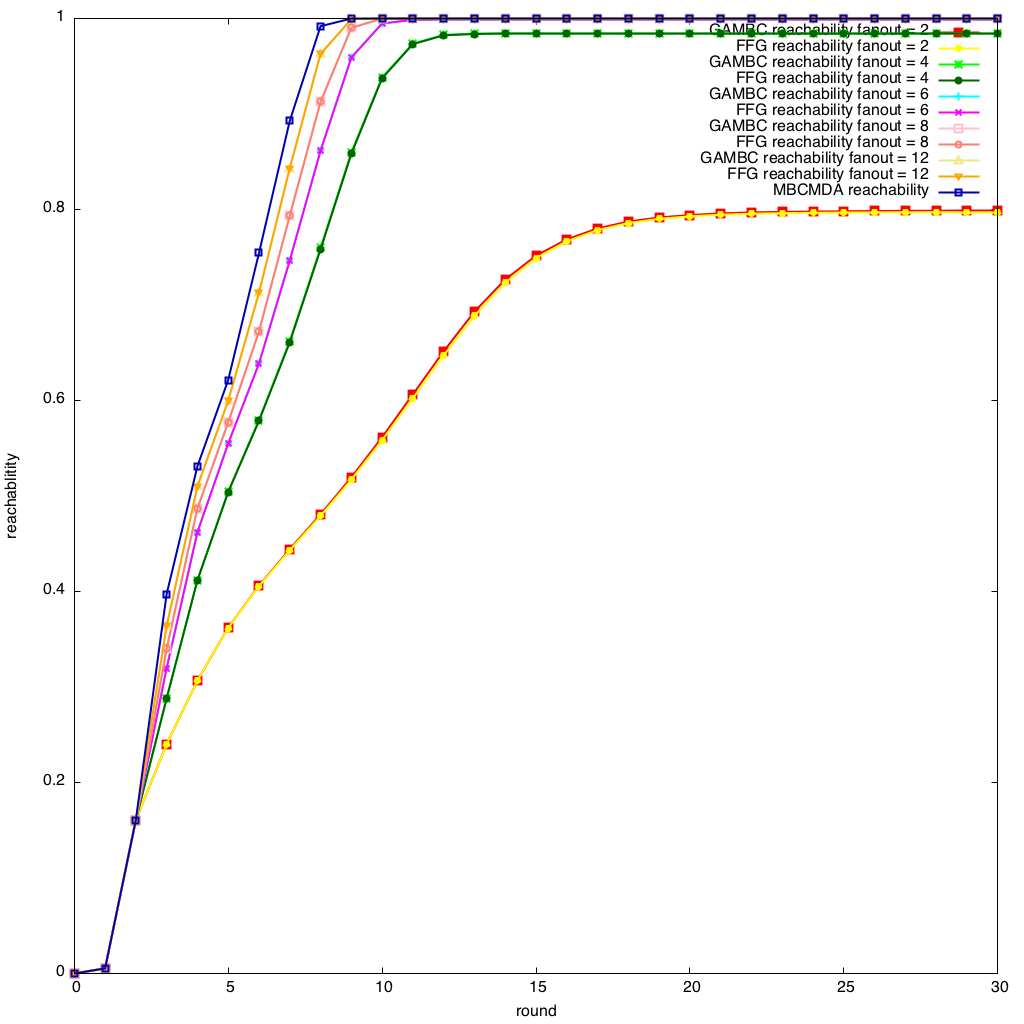 1
0.8
0.6
0.4
0.2
0
reachablitity
GAMBC reachability fanout = 2
FFG reachability fanout = 2
GAMBC reachability fanout = 4
FFG reachability fanout = 4
GAMBC reachability fanout = 6
FFG reachability fanout = 6
GAMBC reachability fanout = 8
FFG reachability fanout = 8
GAMBC reachability fanout = 12
FFG reachability fanout = 12
MBCMDA reachability
0 5 10 15 20 25 30
round